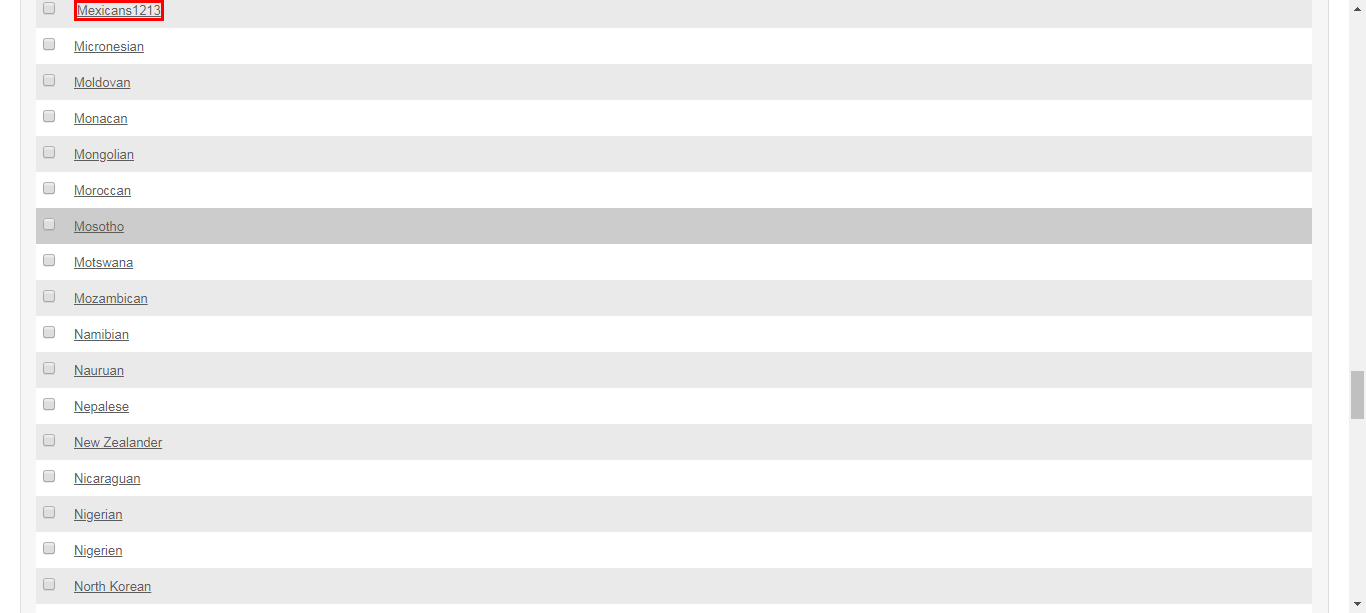 Mexicans1213
Micronesian
Moldovan
Monacan
Mongolian
Moroccan
Mosotho
Motswana
Mozambican
Namibian
Nauruan
Nepalese
New Zealander
Nicaraguan
Nigerian
Nigerien
North Korean